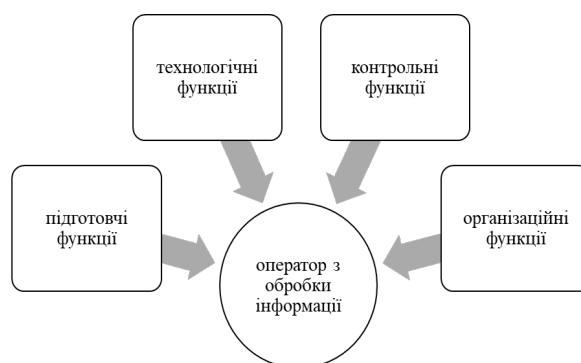 технологічні
функції
контрольні
функції
підготовчі
функції
організаційні
функції
оператор з
обробки
інформації